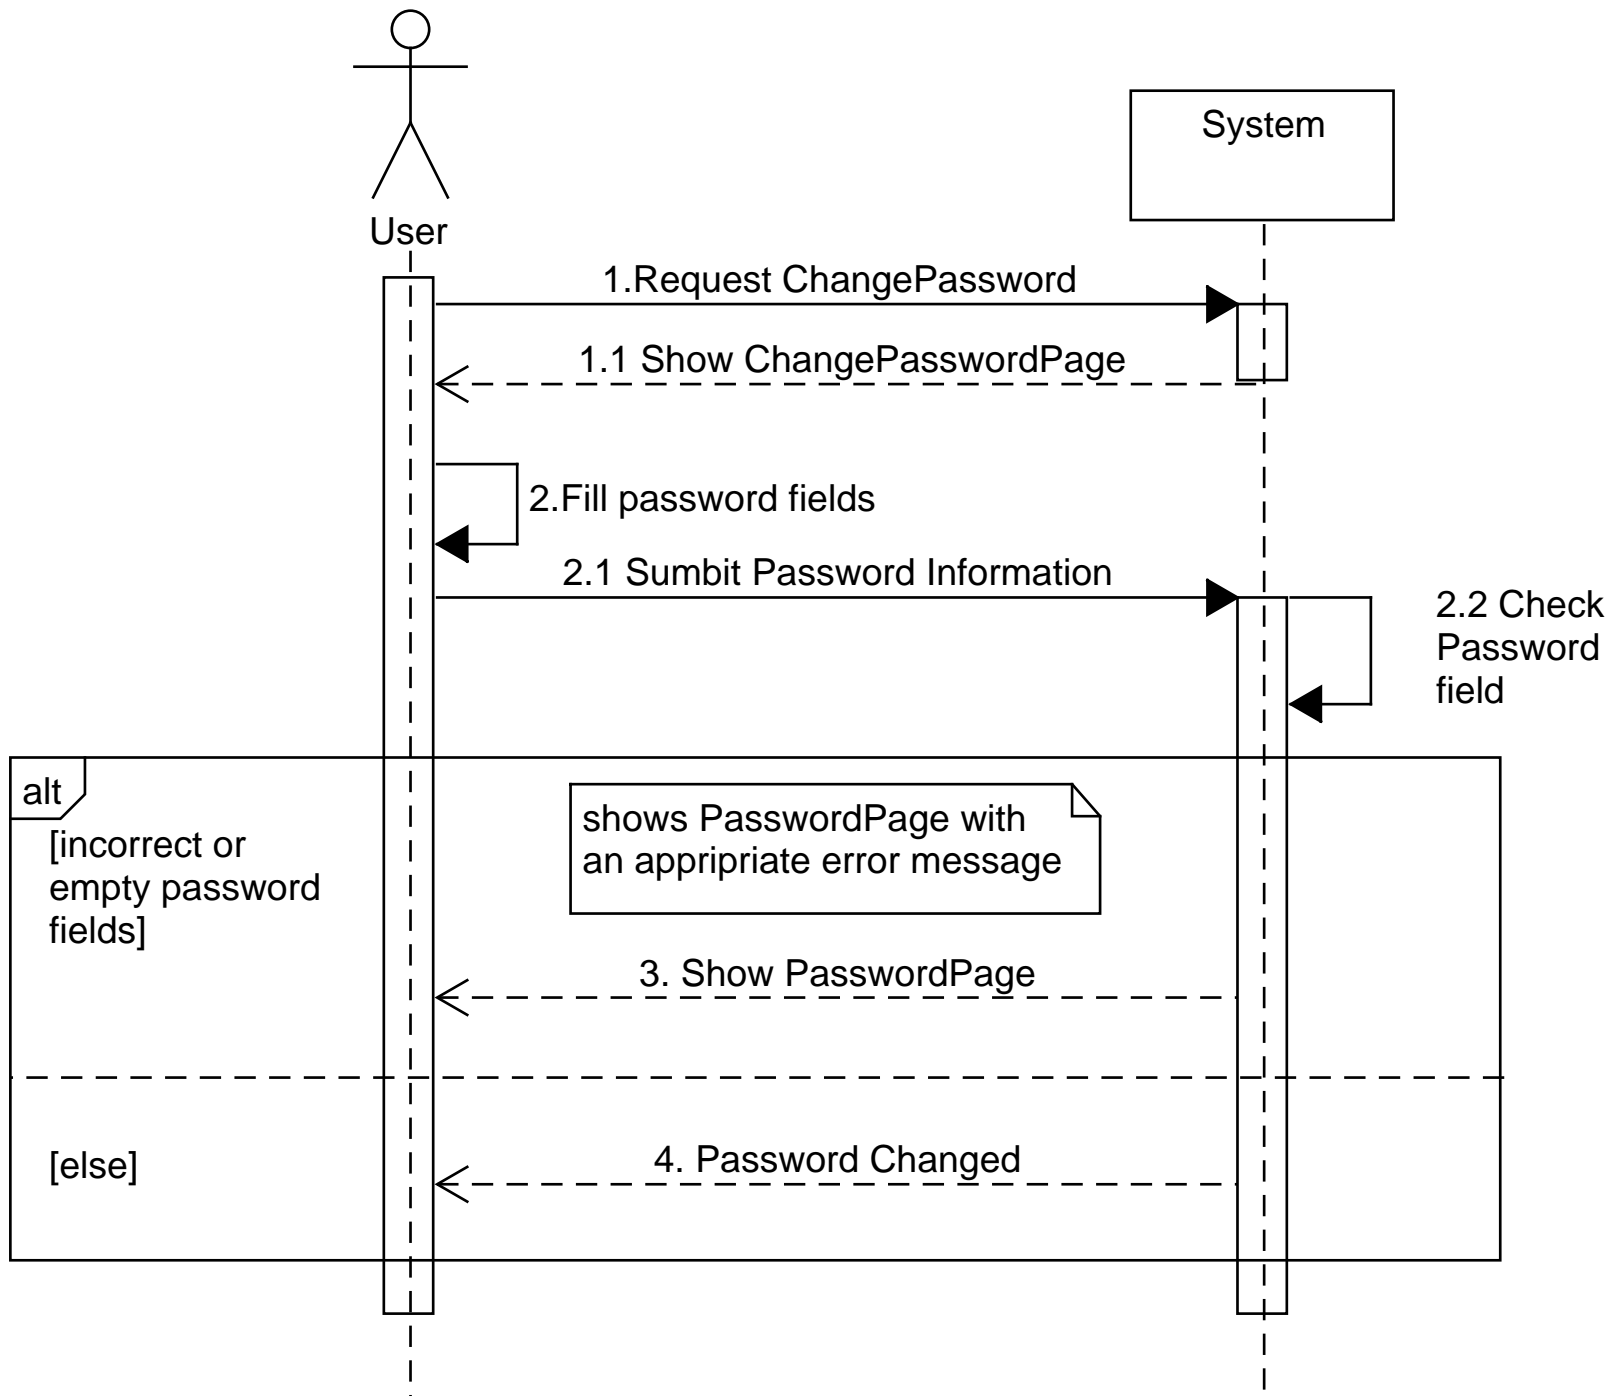 System
User
1.Request ChangePassword
1.1 Show ChangePasswordPage
2.Fill password fields
2.1 Sumbit Password Information
2.2 Check
Password
field
alt
shows PasswordPage with
an appripriate error message
[incorrect or
empty password
fields]
3. Show PasswordPage
[else]
4. Password Changed